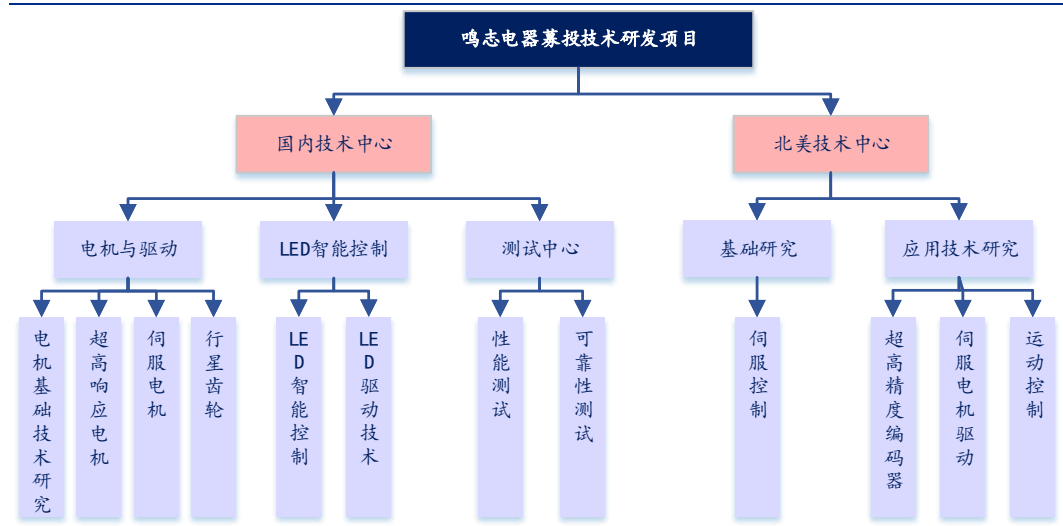 鸣志电器募投技术研发项目
国内技术中心
北美技术中心
电机与驱动
LED智能控制
测试中心
基础研究
应用技术研究
电机基础技术研究
超高响应电机
伺服电机
行星齿轮
LED智能控制
LED驱动技术
性能测试
可靠性测试
伺服控制
超高精度编码器
伺服电机驱动
运动控制